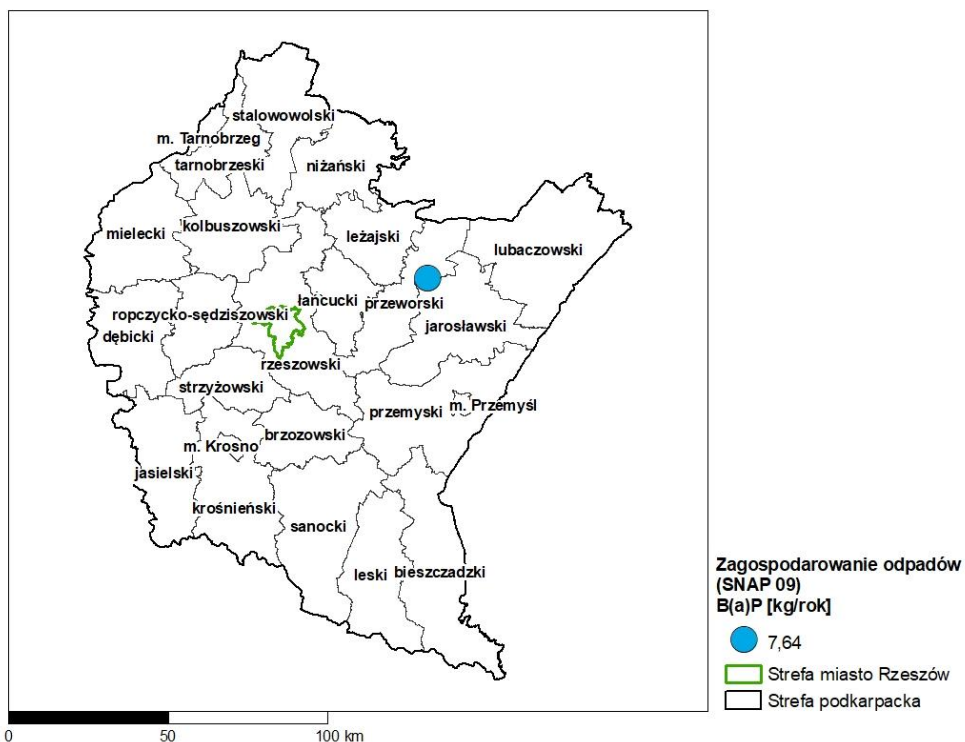 stalowowolski
m. Tarnobrzeg
tarnobrzeski
niżański
kolbuszowski
mielecki
leżajski
lubaczowski
łańcucki
przeworski
ropczycko-sędziszowski
jarosławski
dębicki
rzeszowski
strzyżowski
m. Przemyśl
przemyski
brzozowski
m. Krosno
jasielski
krośnieński
sanocki
leski
bieszczadzki
Zagospodarowanie odpadów
(SNAP 09)
B(a)P [kg/rok]
7,64
Strefa miasto Rzeszów
Strefa podkarpacka
0 50 100 km